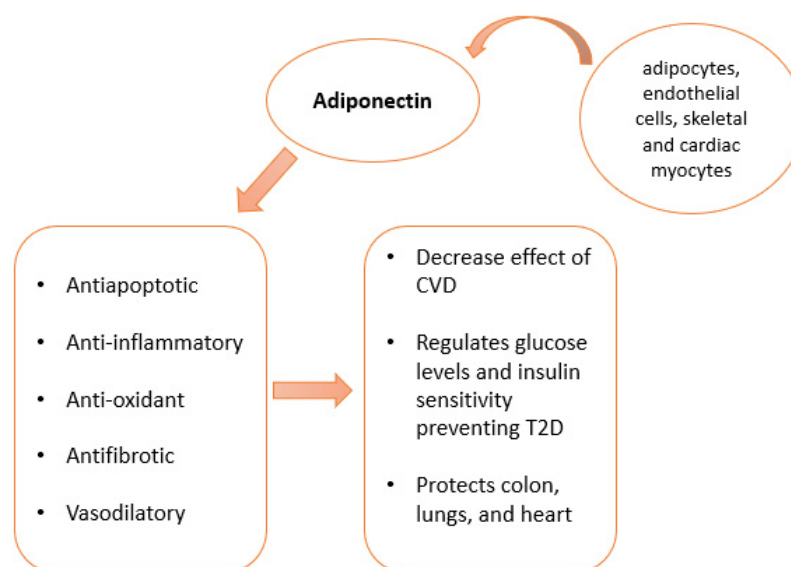 Adiponectin
adipocytes,
endothelial
cells, skeletal
and cardiac
myocytes
• Antiapoptotic
• Anti-inflammatory
• Anti-oxidant
• Antifibrotic
• Vasodilatory
• Decrease effect of
CVD
• Regulates glucose
levels and insulin
sensitivity
preventing T2D
• Protects colon,
lungs, and heart